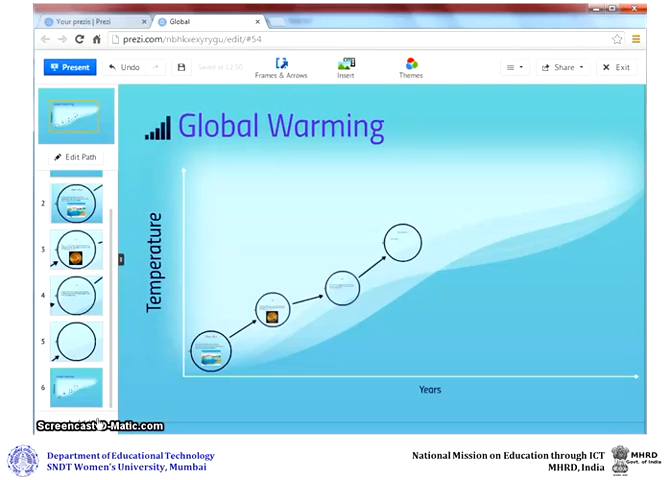 Your prezis | Prezi
Global
prezi.com/nbhkxexyrygu/edit/#54
Present
Undo
Saved at 12:50
Frames & Arrows
Insert
Themes
Share
Exit
Global Warming
Edit Path
2
3
4
5
6
Temperature
Years
Screencast-O-Matic.com
Department of Educational Technology
SNDT Women's University, Mumbai
National Mission on Education through ICT
MHRD, India
MHRD
Govt. of India